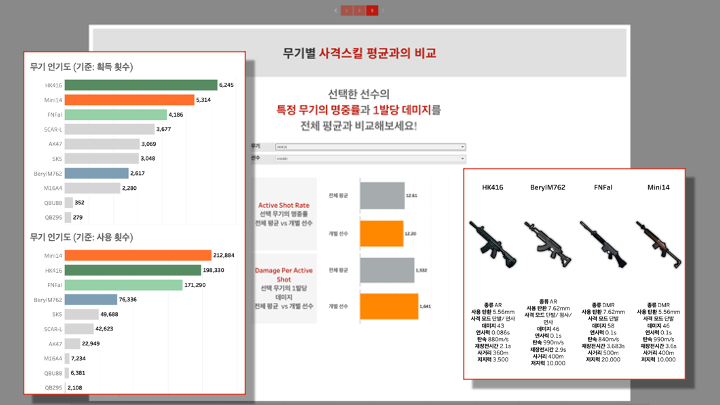 무기별 사격스킬 평균과의 비교
무기 인기도 (기준: 획득 횟수)
HK416 6,245
Mini14 5,314
FNFal 4,186
SCAR-L 3,677
AK47 3,069
SKS 3,048
BerylM762 2,617
M16A4 2,280
QBU88 352
QBZ95 279
무기 인기도 (기준: 사용 횟수)
Mini14 212,884
HK416 198,330
FNFal 171,290
BerylM762 76,336
SKS 49,688
SCAR-L 42,623
AK47 22,949
M16A4 7,234
QBU88 6,381
QBZ95 2,108
선택한 선수의
특정 무기의 명중률과 1발당 데미지를
전체 평균과 비교해보세요!
무기
선수
Active Shot Rate
선택 무기의 명중률
전체 평균 vs 개별 선수
전체 평균 12.61
개별 선수 12.20
Damage Per Active
Shot
선택 무기의 1발당
데미지
전체 평균 vs 개별 선수
전체 평균
개별 선수 1,641
HK416 BerylM762 FNFal Mini14
종류 AR
사용 탄환 5.56mm
사격 모드 단발/ 연사
데미지 43
연사력 0.086s
탄속 880m/s
재장전시간 2.1s
사거리 360m
저지력 3,500
종류 AR
사용 탄환 7.62mm
사격 모드 단발/ 점사/
연사
데미지 46
연사력 0.1s
탄속 990m/s
재장전시간 2.9s
사거리 400m
저지력 10,000
종류 DMR
사용 탄환 7.62mm
사격 모드 단발
데미지 58
연사력 0.1s
탄속 840m/s
재장전시간 3.683s
사거리 500m
저지력 20,000
종류 DMR
사용 탄환 5.56mm
사격 모드 단발
데미지 46
연사력 0.1s
탄속 990m/s
재장전시간 3.6s
사거리 400m
저지력 10,000